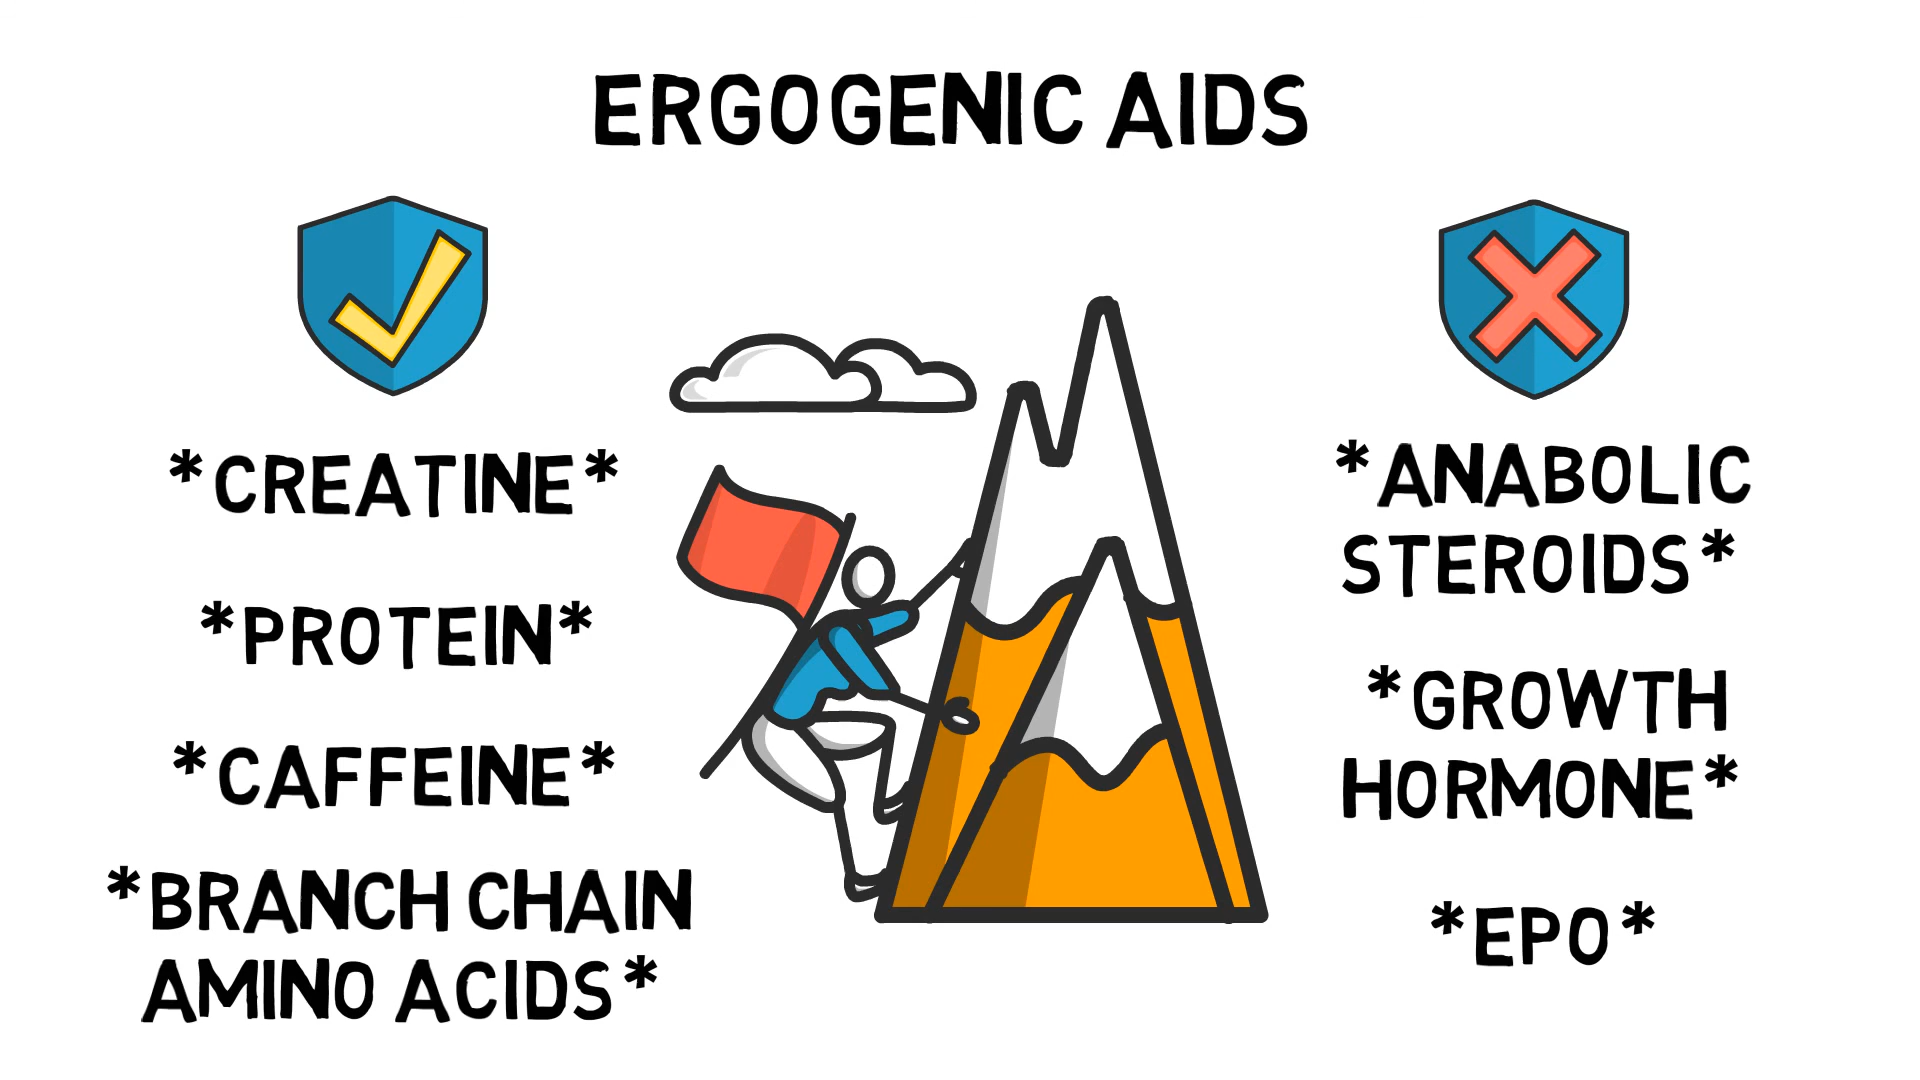 ERGOGENIC AIDS
*CREATINE*
*PROTEIN*
*CAFFEINE*
*BRANCH CHAIN
AMINO ACIDS*
*ANABOLIC
STEROIDS*
*GROWTH
HORMONE*
*EPO*